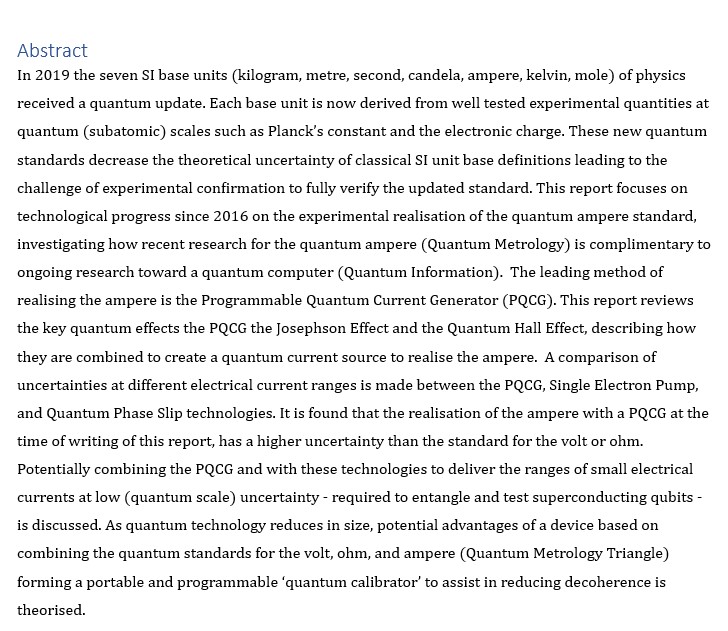 Abstract
In 2019 the seven SI base units (kilogram, metre, second, candela, ampere, kelvin, mole) of physics
received a quantum update. Each base unit is now derived from well tested experimental quantities at
quantum (subatomic) scales such as Planck's constant and the electronic charge. These new quantum
standards decrease the theoretical uncertainty of classical SI unit base definitions leading to the
challenge of experimental confirmation to fully verify the updated standard. This report focuses on
technological progress since 2016 on the experimental realisation of the quantum ampere standard,
investigating how recent research for the quantum ampere (Quantum Metrology) is complimentary to
ongoing research toward a quantum computer (Quantum Information).  The leading method of
realising the ampere is the Programmable Quantum Current Generator (PQCG). This report reviews
the key quantum effects the PQCG the Josephson Effect and the Quantum Hall Effect, describing how
they are combined to create a quantum current source to realise the ampere.  A comparison of
uncertainties at different electrical current ranges is made between the PQCG, Single Electron Pump,
and Quantum Phase Slip technologies. It is found that the realisation of the ampere with a PQCG at the
time of writing of this report, has a higher uncertainty than the standard for the volt or ohm.
Potentially combining the PQCG and with these technologies to deliver the ranges of small electrical
currents at low (quantum scale) uncertainty - required to entangle and test superconducting qubits -
is discussed. As quantum technology reduces in size, potential advantages of a device based on
combining the quantum standards for the volt, ohm, and ampere (Quantum Metrology Triangle)
forming a portable and programmable 'quantum calibrator' to assist in reducing decoherence is
theorised.